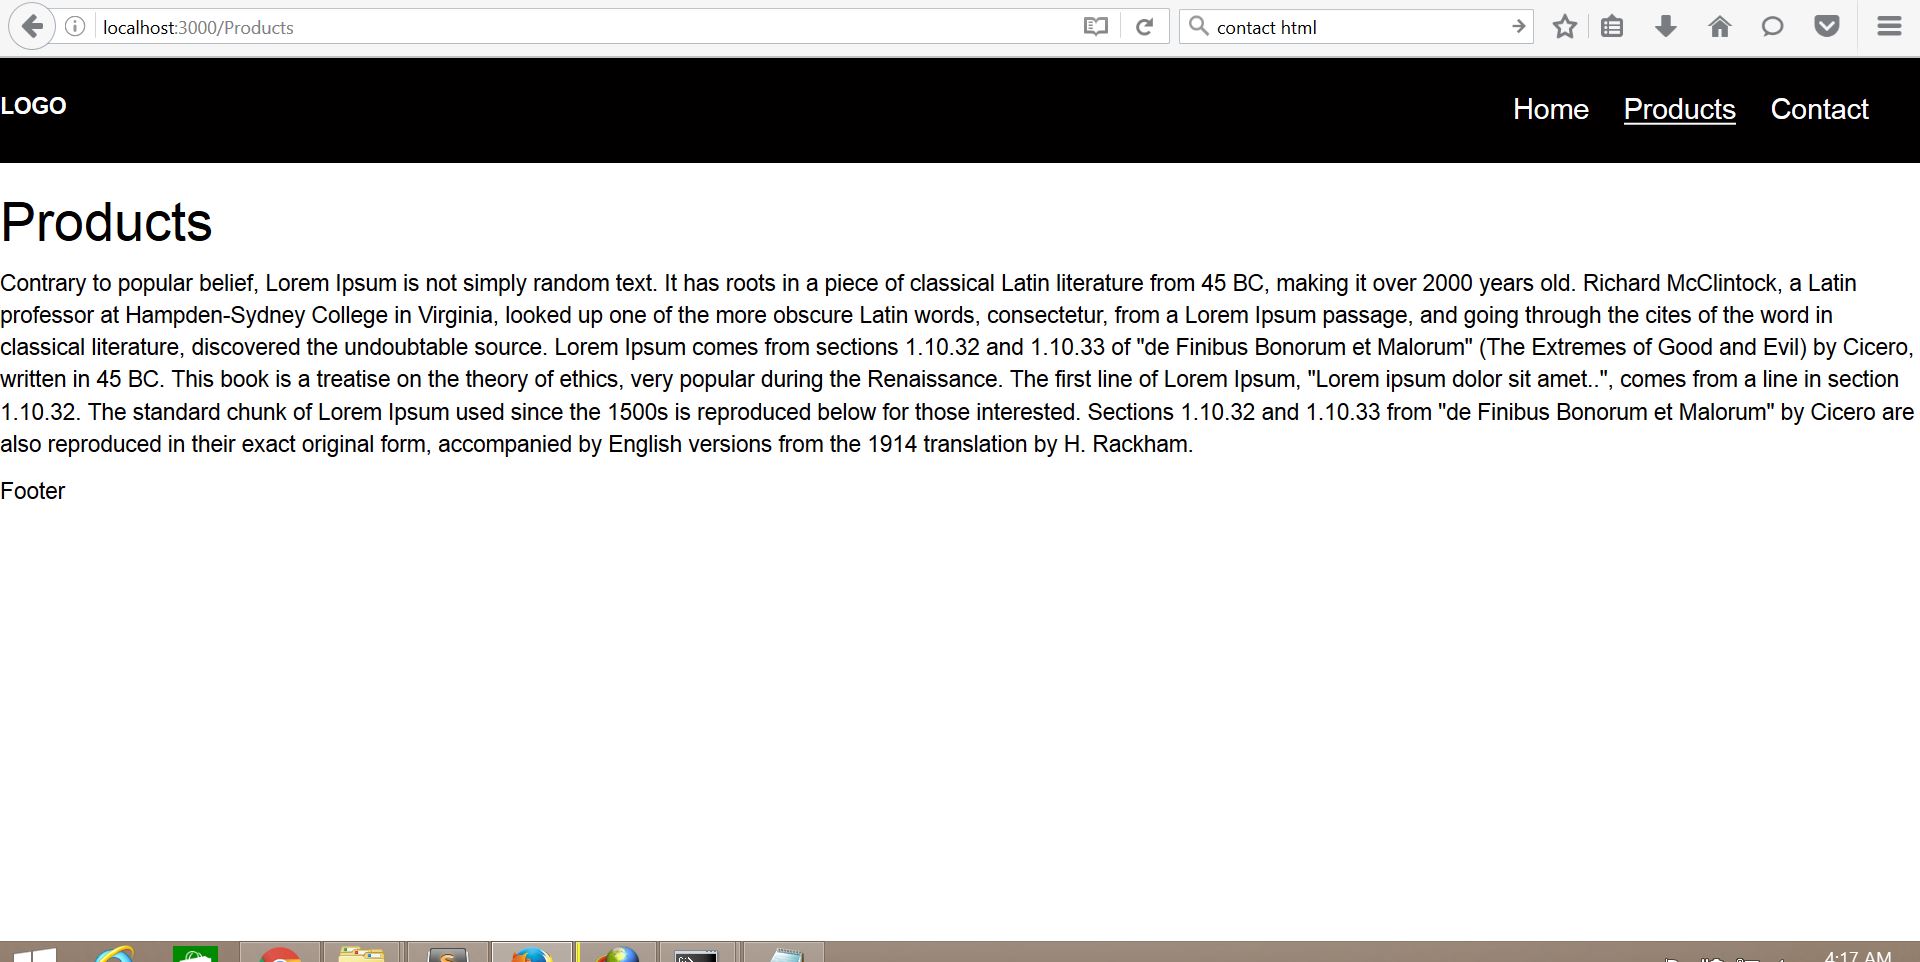 localhost:3000/Products
contact html
LOGO
Home Products Contact
Products
Contrary to popular belief, Lorem Ipsum is not simply random text. It has roots in a piece of classical Latin literature from 45 BC, making it over 2000 years old. Richard McClintock, a Latin
professor at Hampden-Sydney College in Virginia, looked up one of the more obscure Latin words, consectetur, from a Lorem Ipsum passage, and going through the cites of the word in
classical literature, discovered the undoubtable source. Lorem Ipsum comes from sections 1.10.32 and 1.10.33 of "de Finibus Bonorum et Malorum" (The Extremes of Good and Evil) by Cicero,
written in 45 BC. This book is a treatise on the theory of ethics, very popular during the Renaissance. The first line of Lorem Ipsum, "Lorem ipsum dolor sit amet..", comes from a line in section
1.10.32. The standard chunk of Lorem Ipsum used since the 1500s is reproduced below for those interested. Sections 1.10.32 and 1.10.33 from "de Finibus Bonorum et Malorum" by Cicero are
also reproduced in their exact original form, accompanied by English versions from the 1914 translation by H. Rackham.
Footer
4:17 AM